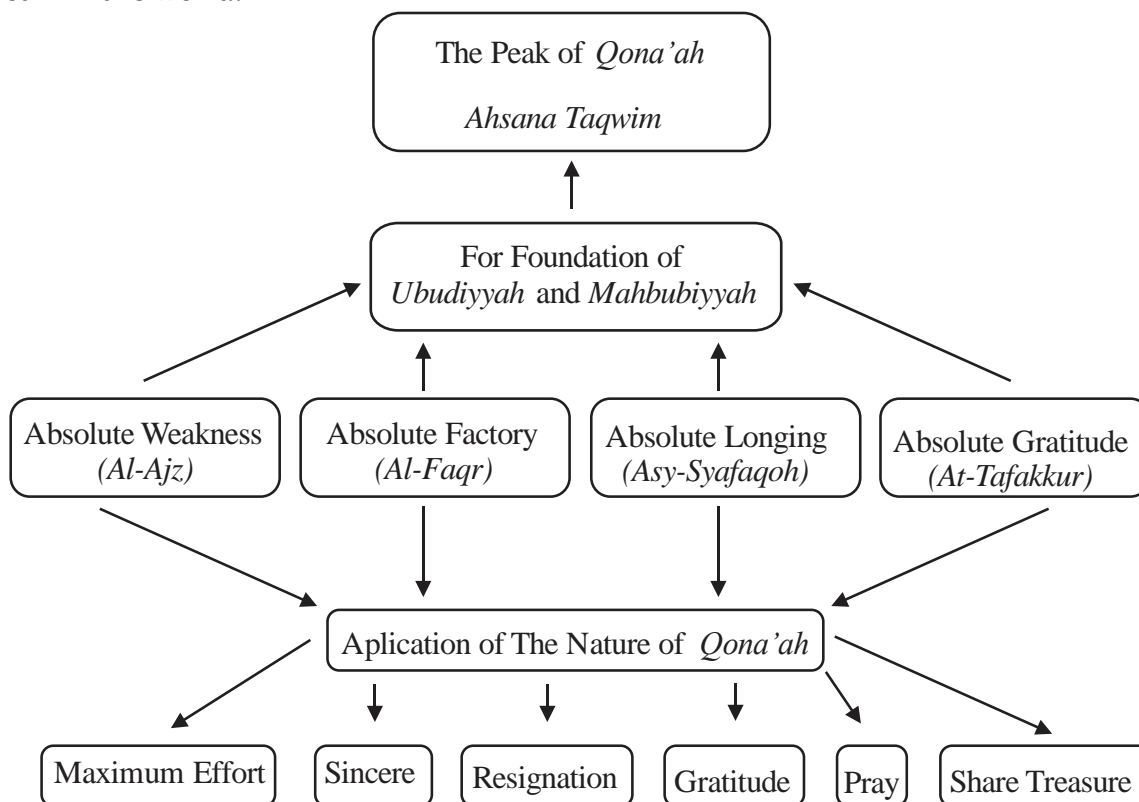 The Peak of Qona’ah
Ahsana Taqwim
For Foundation of
Ubudiyyah and Mahbubiyyah
Absolute Weakness
(Al-Ajz)
Absolute Factory
(Al-Faqr)
Absolute Longing
(Asy-Syafaqoh)
Absolute Gratitude
(At-Tafakkur)
Aplication of The Nature of Qona’ah
Maximum Effort
Sincere
Resignation
Gratitude
Pray
Share Treasure